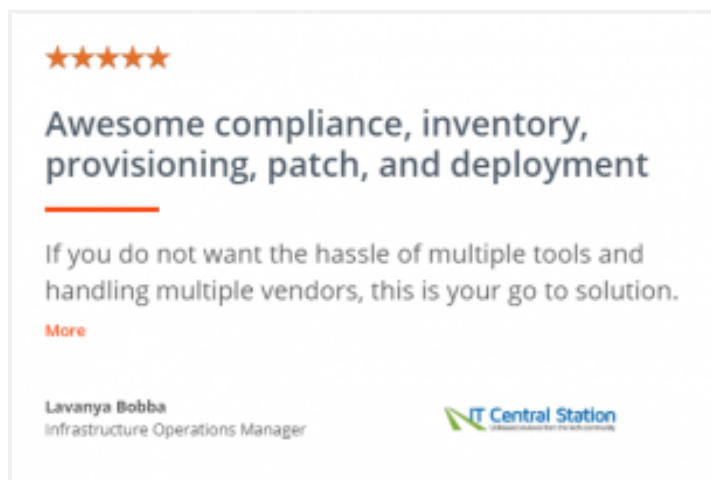 Awesome compliance, inventory,
provisioning, patch, and deployment
If you do not want the hassle of multiple tools and
handling multiple vendors, this is your go to solution.
More
Lavanya Bobba
Infrastructure Operations Manager
IT Central Station